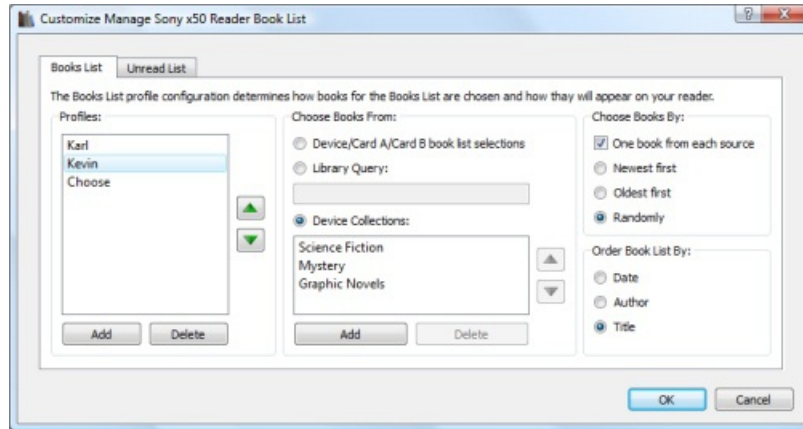 Customize Manage Sony x50 Reader Book List
Books List
Unread List
The Books List profile configuration determines how books for the Books List are chosen and how thay will appear on your reader.
Profiles:
Karl
Kevin
Choose
Add
Delete
Choose Books From:
Device/Card A/Card B book list selections
Library Query:
Device Collections:
Science Fiction
Mystery
Graphic Novels
Add
Delete
Choose Books By:
One book from each source
Newest first
Oldest first
Randomly
Order Book List By:
Date
Author
Title
OK
Cancel